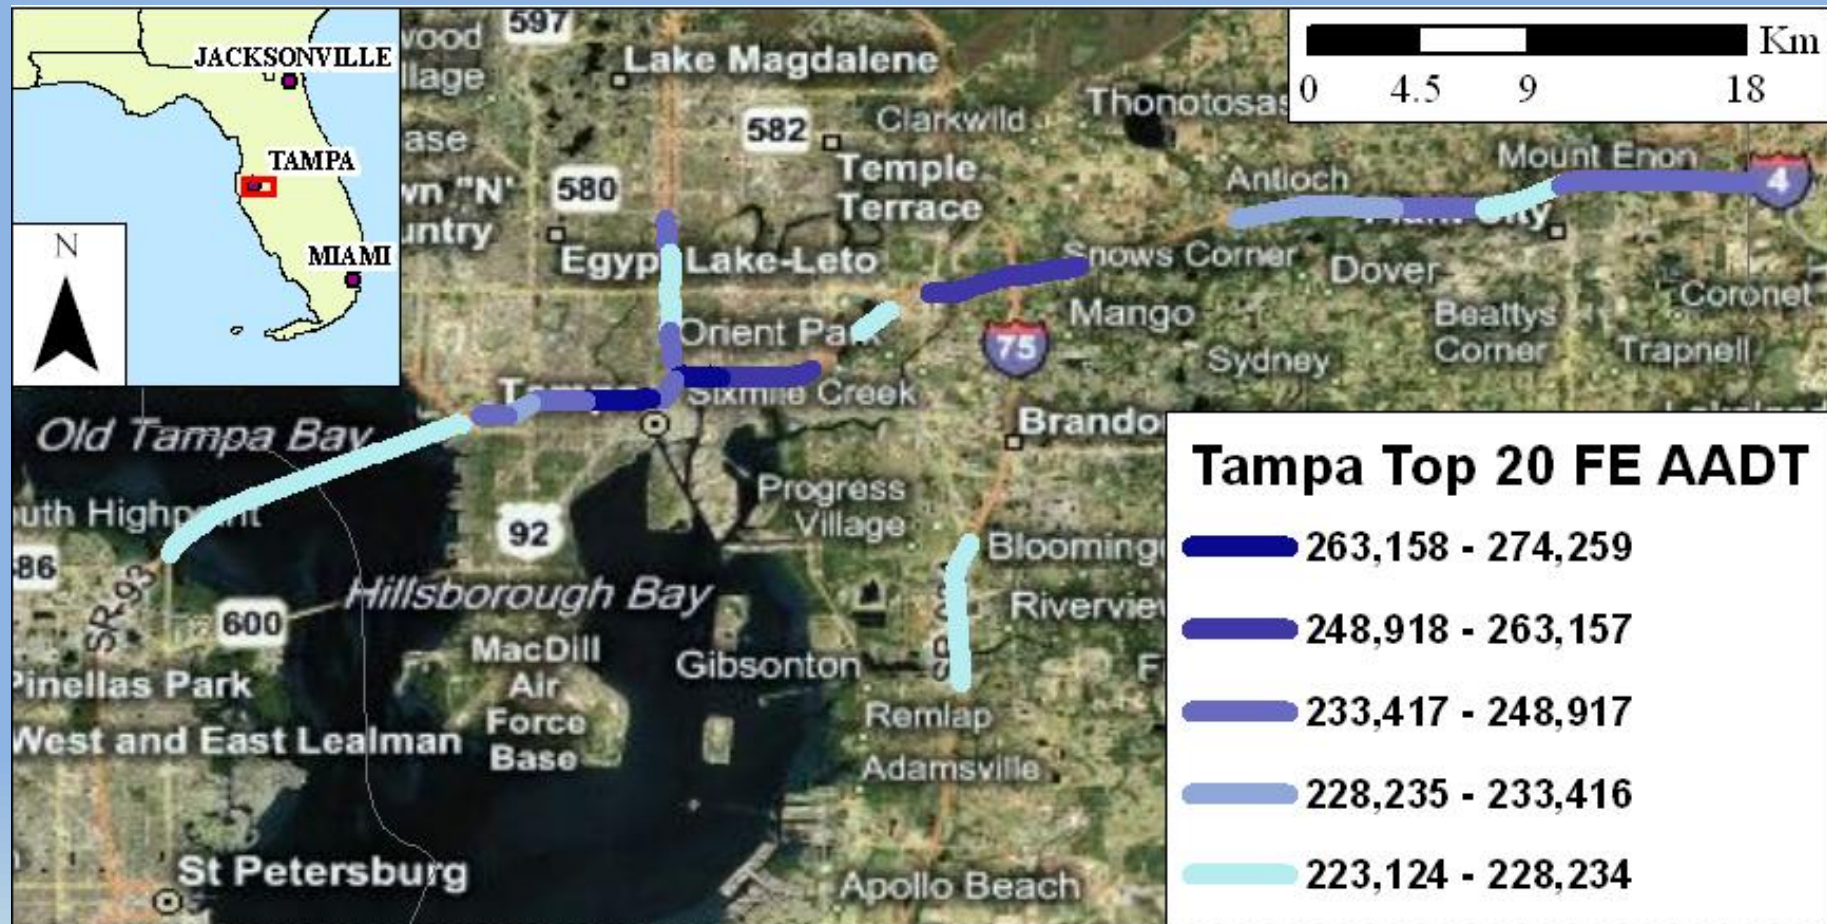 JACKSONVILLE
TAMPA
MIAMI
N
597
Lake Magdalene
582
Clarkwild
Temple
Terrace
580
Egyp Lake-Leto
Orient Park
Sixmile Creek
Thonotosas
Km
0 4.5 9 18
Antioch
Mount Enon
4
Plant City
Snows Corner
Dover
Mango
75
Beattys
Corner
Coronet
Sydney
Trapnell
Old Tampa Bay
Brando
Progress
Village
92
86
SR-93
600
Hillsborough Bay
Riverview
MacDill
Air
Force
Base
Gibsonton
Pinellas Park
West and East Lealman
Remlap
Adamsville
St Petersburg
Apollo Beach
Tampa Top 20 FE AADT
263,158 - 274,259
248,918 - 263,157
233,417 - 248,917
228,235 - 233,416
223,124 - 228,234